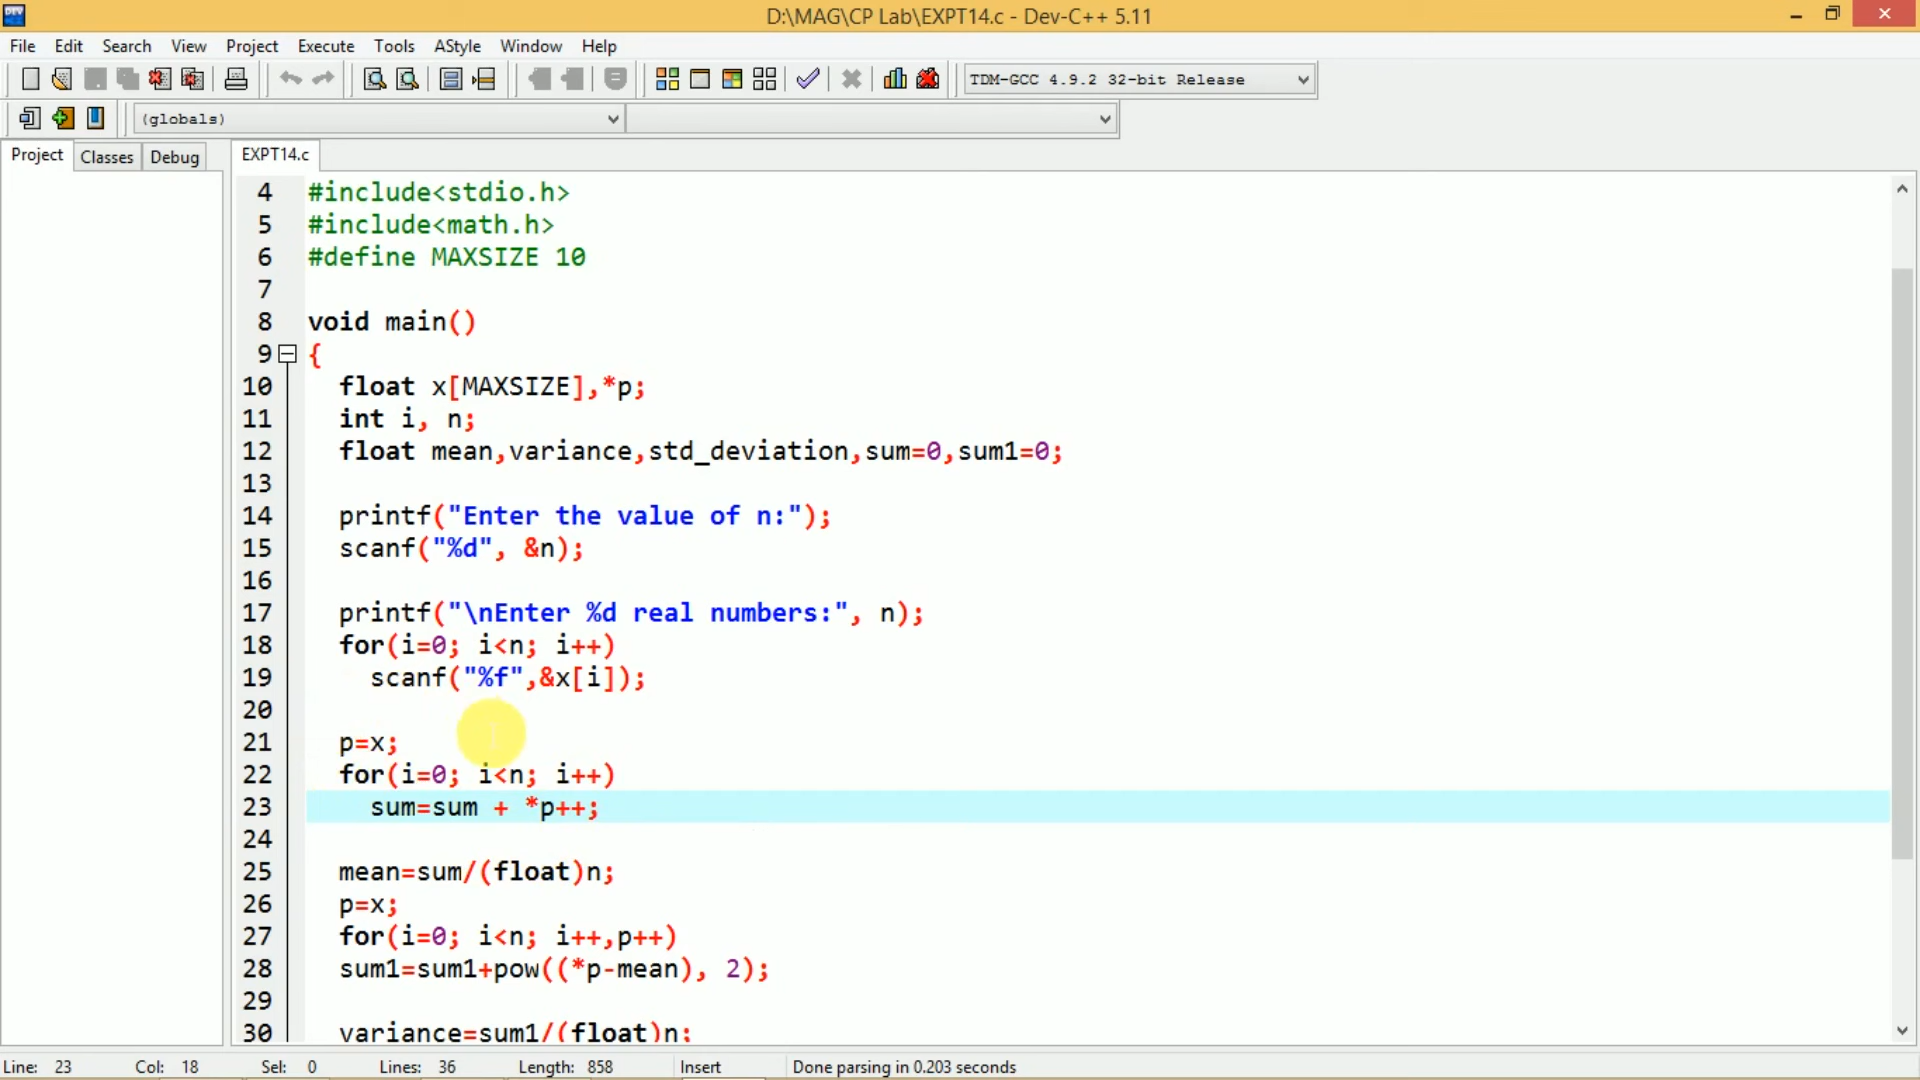 D:\MAG\CP Lab\EXPT14.c - Dev-C++ 5.11
File Edit Search View Project Execute Tools AStyle Window Help
TDM-GCC 4.9.2 32-bit Release
(globals)
Project Classes Debug EXPT14.c
4 #include<stdio.h>
5 #include<math.h>
6 #define MAXSIZE 10
7
8 void main()
9 {
10 float x[MAXSIZE],*p;
11 int i, n;
12 float mean,variance,std_deviation,sum=0,sum1=0;
13
14 printf("Enter the value of n:");
15 scanf("%d", &n);
16
17 printf("\nEnter %d real numbers:", n);
18 for(i=0; i<n; i++)
19 scanf("%f",&x[i]);
20
21 p=x;
22 for(i=0; i<n; i++)
23 sum=sum + *p++;
24
25 mean=sum/(float)n;
26 p=x;
27 for(i=0; i<n; i++,p++)
28 sum1=sum1+pow((*p-mean), 2);
29
30 variance=sum1/(float)n;
Line: 23 Col: 18 Sel: 0 Lines: 36 Length: 858 Insert Done parsing in 0.203 seconds